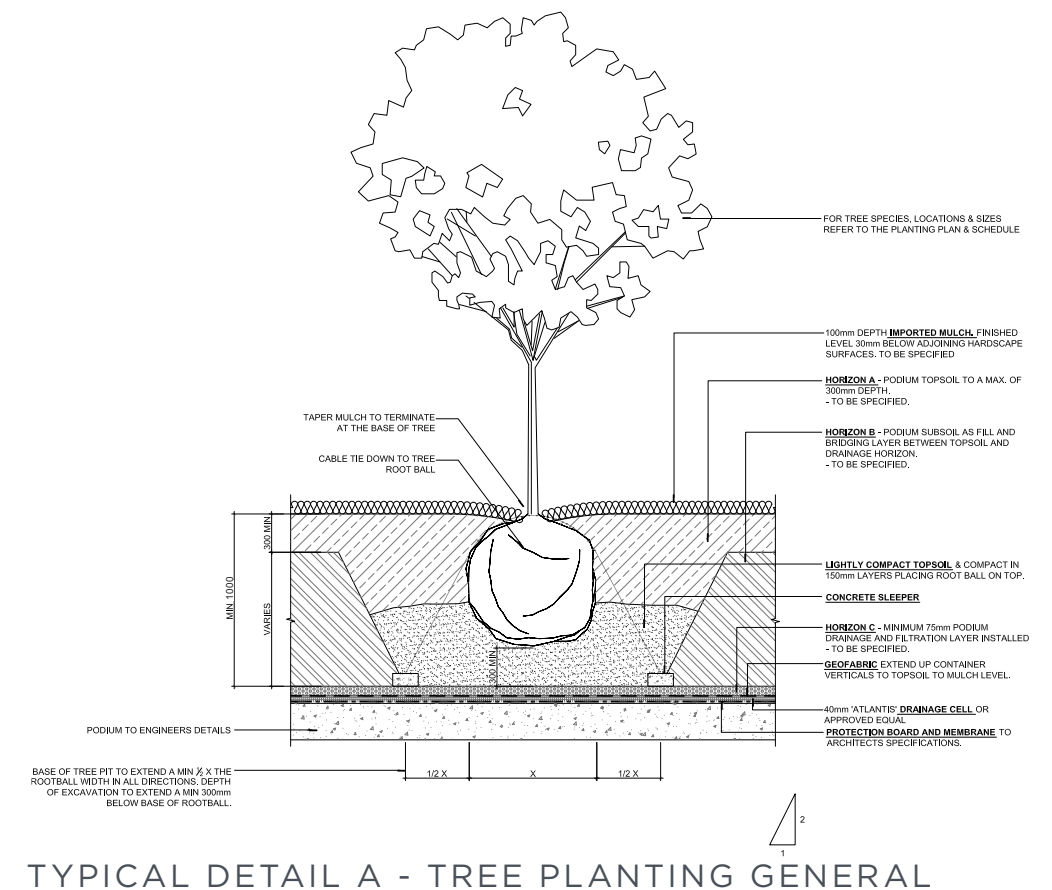 FOR TREE SPECIES, LOCATIONS & SIZES
REFER TO THE PLANTING PLAN & SCHEDULE
100mm DEPTH IMPORTED MULCH. FINISHED
LEVEL 30mm BELOW ADJOINING HARDSCAPE
SURFACES. TO BE SPECIFIED
HORIZON A - PODIUM TOPSOIL TO A MAX. OF
300mm DEPTH.
- TO BE SPECIFIED.
TAPER MULCH TO TERMINATE
AT THE BASE OF TREE
HORIZON B - PODIUM SUBSOIL AS FILL AND
BRIDGING LAYER BETWEEN TOPSOIL AND
DRAINAGE HORIZON.
- TO BE SPECIFIED.
CABLE TIE DOWN TO TREE
ROOT BALL
300 MIN
MIN 1000
VARIES
300 MIN
LIGHTLY COMPACT TOPSOIL & COMPACT IN
150mm LAYERS PLACING ROOT BALL ON TOP.
CONCRETE SLEEPER
HORIZON C - MINIMUM 75mm PODIUM
DRAINAGE AND FILTRATION LAYER INSTALLED
- TO BE SPECIFIED.
GEOFABRIC EXTEND UP CONTAINER
VERTICALS TO TOPSOIL TO MULCH LEVEL.
40mm 'ATLANTIS' DRAINAGE CELL OR
APPROVED EQUAL
PROTECTION BOARD AND MEMBRANE TO
ARCHITECTS SPECIFICATIONS.
PODIUM TO ENGINEERS DETAILS
BASE OF TREE PIT TO EXTEND A MIN ½ X THE
ROOTBALL WIDTH IN ALL DIRECTIONS. DEPTH
OF EXCAVATION TO EXTEND A MIN 300mm
BELOW BASE OF ROOTBALL.
1/2 X
X
1/2 X
2
1
TYPICAL DETAIL A - TREE PLANTING GENERAL